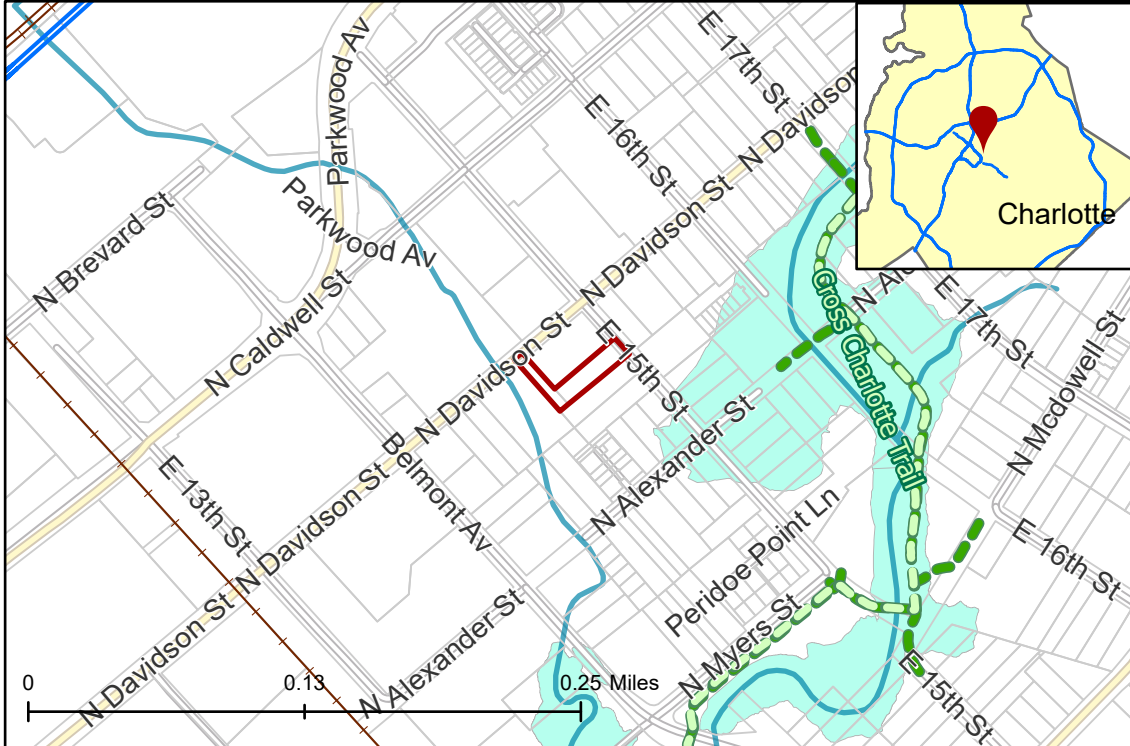 Parkwood Av
E 17th St
N Davidson
E 16th St
N Davidson St
Charlotte
Parkwood Av
N Brevard St
N Caldwell St
Cross Charlotte Trail
E 17th St
N Mcdowell St
E 15th St
N Davidson St
Belmont Av
N Alexander St
E 13th St
N Davidson St
Peridoe Point Ln
E 16th St
N Davidson St
N Alexander St
N Myers St
E 15th St
0
0.13
0.25 Miles